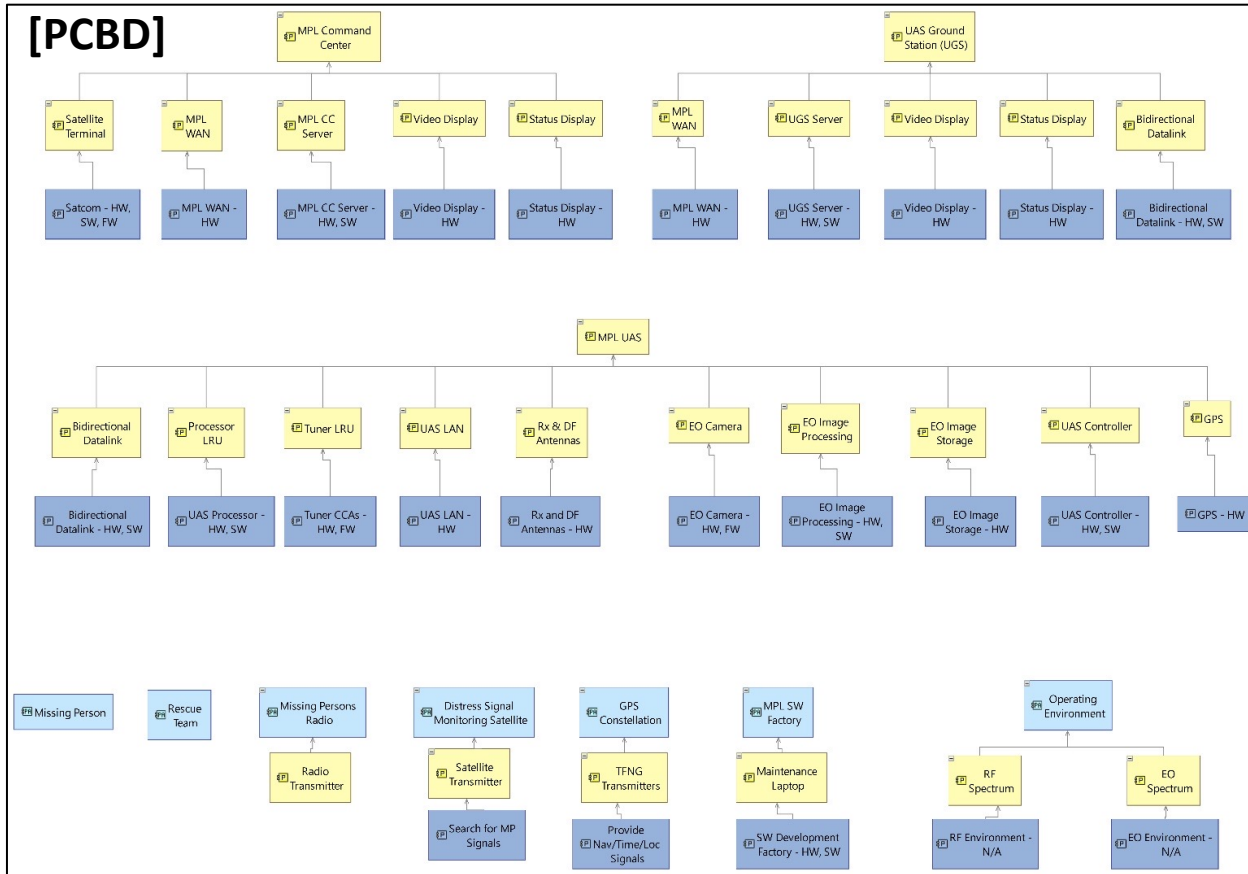 [PCBD]
MPL Command
Center
UAS Ground
Station (UGS)
Satellite
Terminal
MPL
WAN
MPL CC
Server
Video Display
Status Display
MPL
WAN
UGS Server
Video Display
Status Display
Bidirectional
Datalink
Satcom - HW,
SW, FW
MPL WAN -
HW
MPL CC Server -
HW, SW
Video Display -
HW
Status Display -
HW
MPL WAN -
HW
UGS Server -
HW, SW
Video Display -
HW
Status Display -
HW
Bidirectional
Datalink - HW, SW
MPL UAS
Bidirectional
Datalink
Processor
LRU
Tuner LRU
UAS LAN
Rx & DF
Antennas
EO Camera
EO Image
Processing
EO Image
Storage
UAS Controller
GPS
Bidirectional
Datalink - HW, SW
UAS Processor -
HW, SW
Tuner CCAs -
HW, FW
UAS LAN -
HW
Rx and DF
Antennas - HW
EO Camera -
HW, FW
EO Image
Processing - HW,
SW
EO Image
Storage - HW
UAS Controller -
HW, SW
GPS - HW
Missing Person
Rescue
Team
Missing Persons
Radio
Distress Signal
Monitoring Satellite
GPS
Constellation
MPL SW
Factory
Operating
Environment
Radio
Transmitter
Satellite
Transmitter
TFNG
Transmitters
Maintenance
Laptop
RF
Spectrum
EO
Spectrum
Search for MP
Signals
Provide
Nav/Time/Loc
Signals
SW Development
Factory - HW, SW
RF Environment -
N/A
EO Environment -
N/A